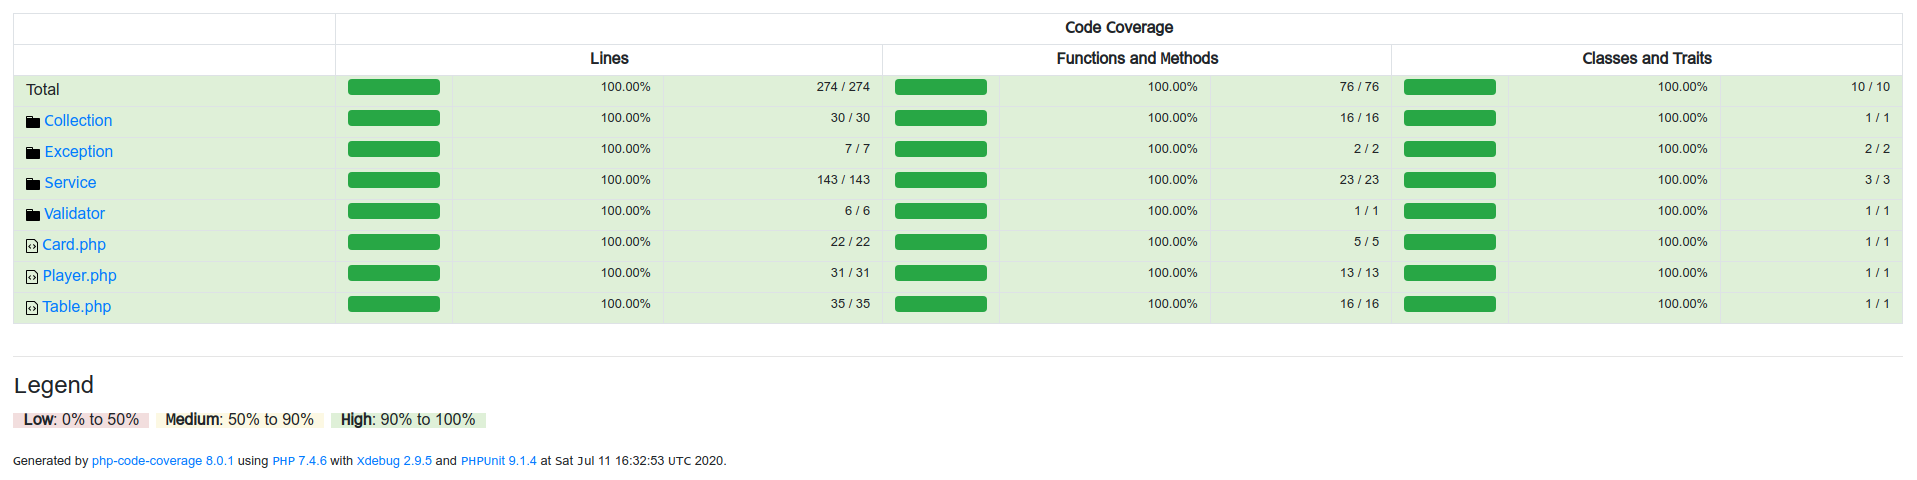 Code Coverage
Lines Functions and Methods Classes and Traits
Total 100.00% 274 / 274 100.00% 76 / 76 100.00% 10 / 10
Collection 100.00% 30 / 30 100.00% 16 / 16 100.00% 1 / 1
Exception 100.00% 7 / 7 100.00% 2 / 2 100.00% 2 / 2
Service 100.00% 143 / 143 100.00% 23 / 23 100.00% 3 / 3
Validator 100.00% 6 / 6 100.00% 1 / 1 100.00% 1 / 1
Card.php 100.00% 22 / 22 100.00% 5 / 5 100.00% 1 / 1
Player.php 100.00% 31 / 31 100.00% 13 / 13 100.00% 1 / 1
Table.php 100.00% 35 / 35 100.00% 16 / 16 100.00% 1 / 1
Legend
Low: 0% to 50% Medium: 50% to 90% High: 90% to 100%
Generated by php-code-coverage 8.0.1 using PHP 7.4.6 with Xdebug 2.9.5 and PHPUnit 9.1.4 at Sat Jul 11 16:32:53 UTC 2020.